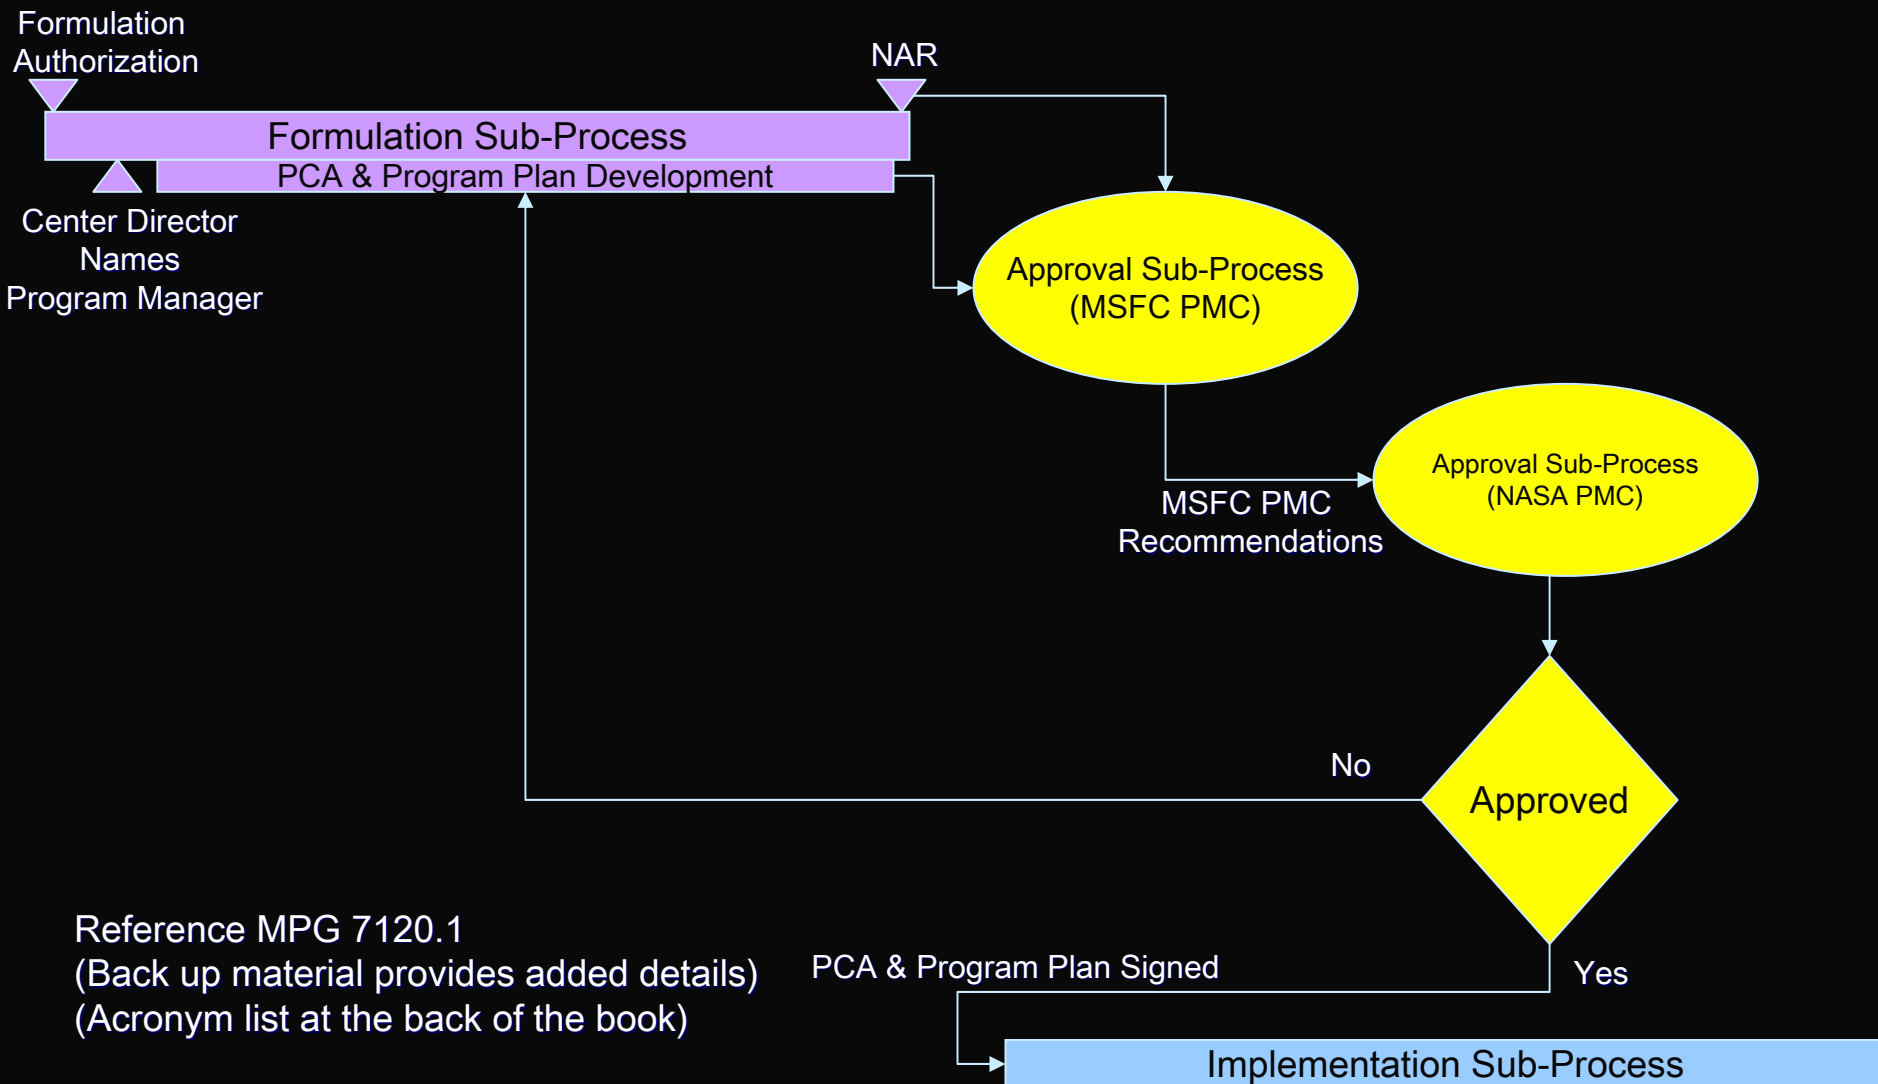 Formulation
Authorization
NAR
Formulation Sub-Process
PCA & Program Plan Development
Center Director
Names
Program Manager
Approval Sub-Process
(MSFC PMC)
Approval Sub-Process
(NASA PMC)
MSFC PMC
Recommendations
No
Approved
Reference MPG 7120.1
(Back up material provides added details)
(Acronym list at the back of the book)
PCA & Program Plan Signed
Yes
Implementation Sub-Process